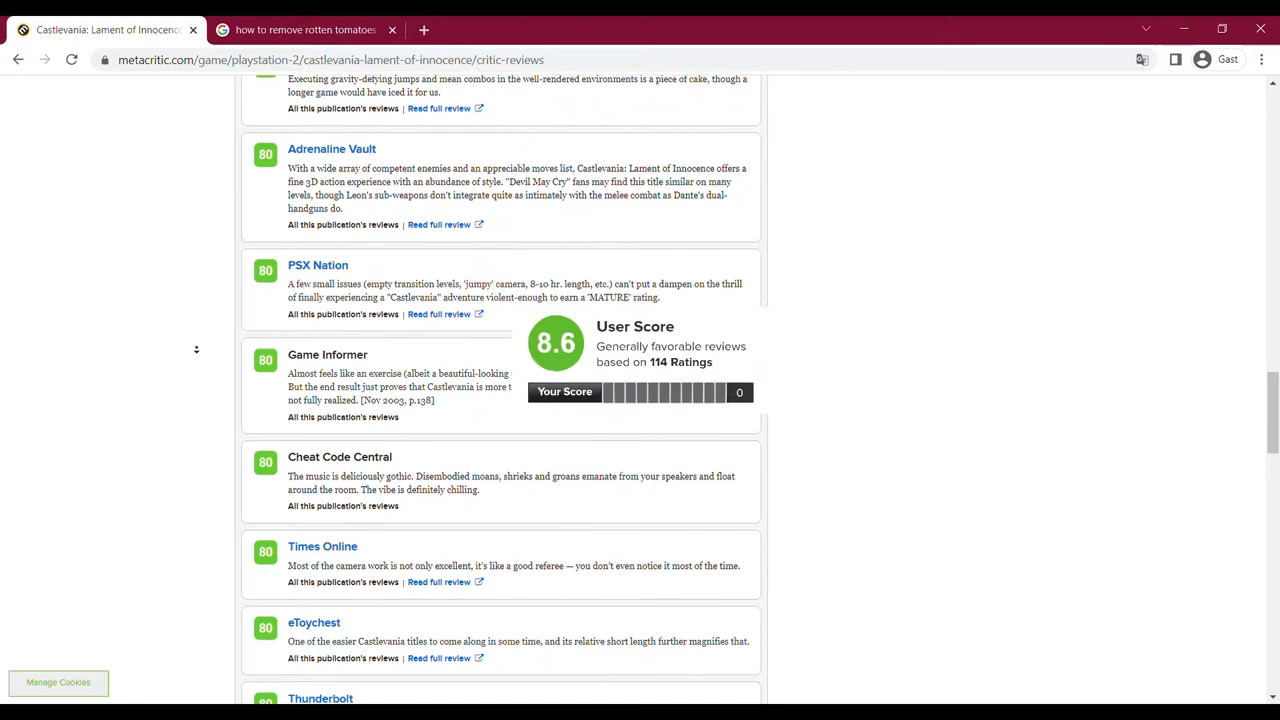 Castlevania: Lament of Innocence
how to remove rotten tomatoes
metacritic.com/game/playstation-2/castlevania-lament-of-innocence/critic-reviews
Gast
Executing gravity-defying jumps and mean combos in the well-rendered environments is a piece of cake, though a
longer game would have iced it for us.
All this publication's reviews | Read full review
80
Adrenaline Vault
With a wide array of competent enemies and an appreciable moves list, Castlevania: Lament of Innocence offers a
fine 3D action experience with an abundance of style. "Devil May Cry" fans may find this title similar on many
levels, though Leon's sub-weapons don't integrate quite as intimately with the melee combat as Dante's dual-
handguns do.
All this publication's reviews | Read full review
80
PSX Nation
A few small issues (empty transition levels, 'jumpy' camera, 8-10 hr. length, etc.) can't put a dampen on the thrill
of finally experiencing a "Castlevania" adventure violent-enough to earn a 'MATURE' rating.
All this publication's reviews | Read full review
80
Game Informer
Almost feels like an exercise (albeit a beautiful-looking
But the end result just proves that Castlevania is more
not fully realized. [Nov 2003, p.138]
All this publication's reviews
8.6
User Score
Generally favorable reviews
based on 114 Ratings
Your Score
0
80
Cheat Code Central
The music is deliciously gothic. Disembodied moans, shrieks and groans emanate from your speakers and float
around the room. The vibe is definitely chilling.
All this publication's reviews
80
Times Online
Most of the camera work is not only excellent, it's like a good referee — you don't even notice it most of the time.
All this publication's reviews | Read full review
80
eToychest
One of the easier Castlevania titles to come along in some time, and its relative short length further magnifies that.
All this publication's reviews | Read full review
80
Thunderbolt
Manage Cookies